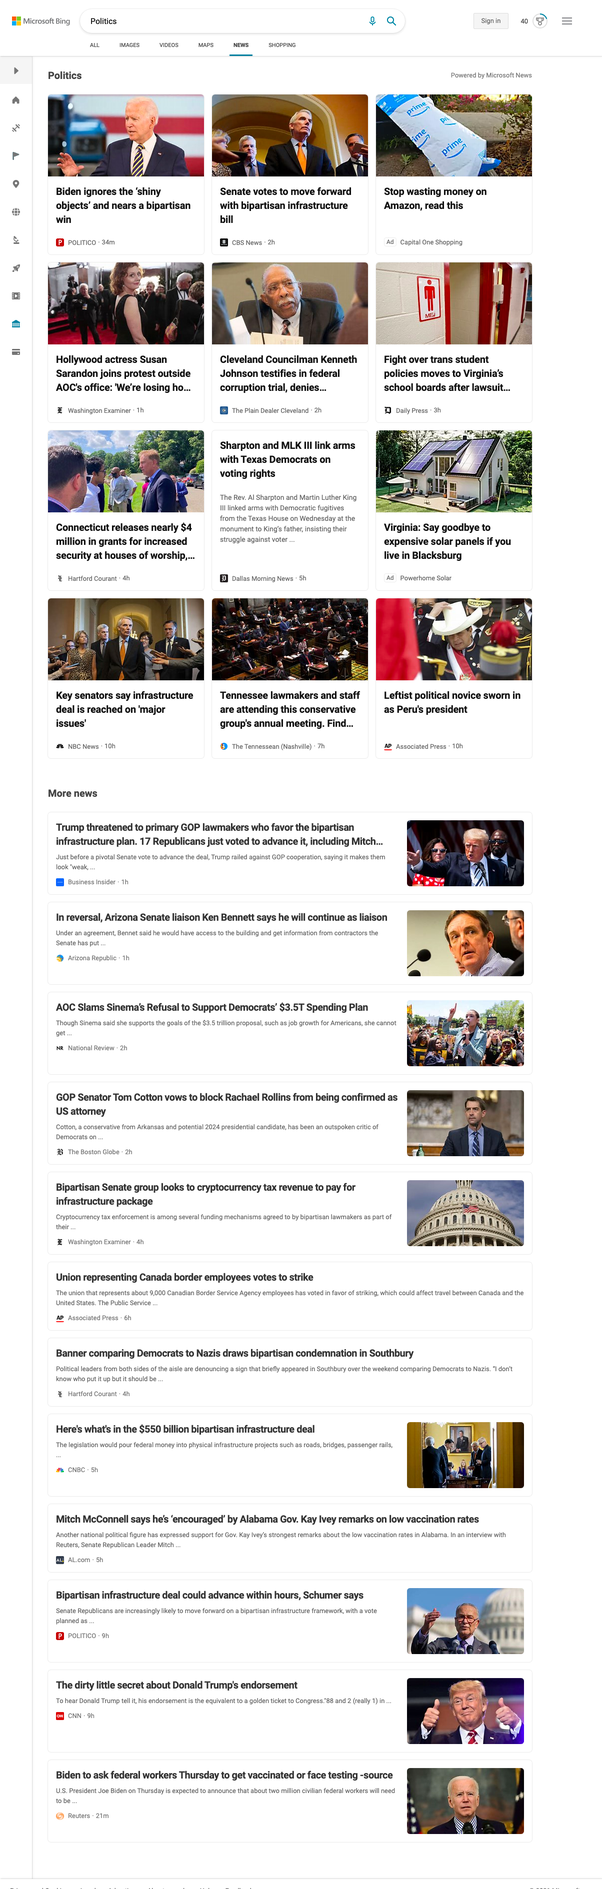 Microsoft Bing
Politics
Sign in
40
ALL
IMAGES
VIDEOS
MAPS
NEWS
SHOPPING
Politics
Powered by Microsoft News
Biden ignores the 'shiny
objects' and nears a bipartisan
win
POLITICO · 34m
Senate votes to move forward
with bipartisan infrastructure
bill
CBS News · 2h
prime
prime
Stop wasting money on
Amazon, read this
Ad Capital One Shopping
Hollywood actress Susan
Sarandon joins protest outside
AOC's office: 'We're losing ho...
Washington Examiner · 1h
Cleveland Councilman Kenneth
Johnson testifies in federal
corruption trial, denies...
The Plain Dealer Cleveland · 2h
MEN
Fight over trans student
policies moves to Virginia's
school boards after lawsuit...
Daily Press · 3h
Connecticut releases nearly $4
million in grants for increased
security at houses of worship,...
Hartford Courant · 4h
Sharpton and MLK III link arms
with Texas Democrats on
voting rights
The Rev. Al Sharpton and Martin Luther King
III linked arms with Democratic fugitives
from the Texas House on Wednesday at the
monument to King's father, insisting their
struggle against voter ...
Dallas Morning News · 5h
Virginia: Say goodbye to
expensive solar panels if you
live in Blacksburg
Ad Powerhome Solar
Key senators say infrastructure
deal is reached on 'major
issues'
NBC News · 10h
Tennessee lawmakers and staff
are attending this conservative
group's annual meeting. Find...
The Tennessean (Nashville) · 7h
Leftist political novice sworn in
as Peru's president
AP Associated Press · 10h
More news
Trump threatened to primary GOP lawmakers who favor the bipartisan
infrastructure plan. 17 Republicans just voted to advance it, including Mitch...
Just before a pivotal Senate vote to advance the deal, Trump railed against GOP cooperation, saying it makes them
look "weak, ...
Business Insider · 1h
In reversal, Arizona Senate liaison Ken Bennett says he will continue as liaison
Under an agreement, Bennet said he would have access to the building and get information from contractors the
Senate has put ...
Arizona Republic · 1h
AOC Slams Sinema's Refusal to Support Democrats' $3.5T Spending Plan
Though Sinema said she supports the goals of the $3.5 trillion proposal, such as job growth for Americans, she cannot
get ...
NR National Review · 2h
GOP Senator Tom Cotton vows to block Rachael Rollins from being confirmed as
US attorney
Cotton, a conservative from Arkansas and potential 2024 presidential candidate, has been an outspoken critic of
Democrats on ...
The Boston Globe · 2h
Bipartisan Senate group looks to cryptocurrency tax revenue to pay for
infrastructure package
Cryptocurrency tax enforcement is among several funding mechanisms agreed to by bipartisan lawmakers as part of
their ...
Washington Examiner · 4h
Union representing Canada border employees votes to strike
The union that represents about 9,000 Canadian Border Service Agency employees has voted in favor of striking, which could affect travel between Canada and the
United States. The Public Service ...
AP Associated Press · 6h
Banner comparing Democrats to Nazis draws bipartisan condemnation in Southbury
Political leaders from both sides of the aisle are denouncing a sign that briefly appeared in Southbury over the weekend comparing Democrats to Nazis. "I don't
know who put it up but it should be ...
Hartford Courant · 4h
Here's what's in the $550 billion bipartisan infrastructure deal
The legislation would pour federal money into physical infrastructure projects such as roads, bridges, passenger rails,
...
CNBC · 5h
Mitch McConnell says he's 'encouraged' by Alabama Gov. Kay Ivey remarks on low vaccination rates
Another national political figure has expressed support for Gov. Kay Ivey's strongest remarks about the low vaccination rates in Alabama. In an interview with
Reuters, Senate Republican Leader Mitch ...
AL AL.com · 5h
Bipartisan infrastructure deal could advance within hours, Schumer says
Senate Republicans are increasingly likely to move forward on a bipartisan infrastructure framework, with a vote
planned as ...
POLITICO · 9h
The dirty little secret about Donald Trump's endorsement
To hear Donald Trump tell it, his endorsement is the equivalent to a golden ticket to Congress."88 and 2 (really 1) in ...
CNN CNN · 9h
Biden to ask federal workers Thursday to get vaccinated or face testing -source
U.S. President Joe Biden on Thursday is expected to announce that about two million civilian federal workers will need
to be ...
Reuters · 21m